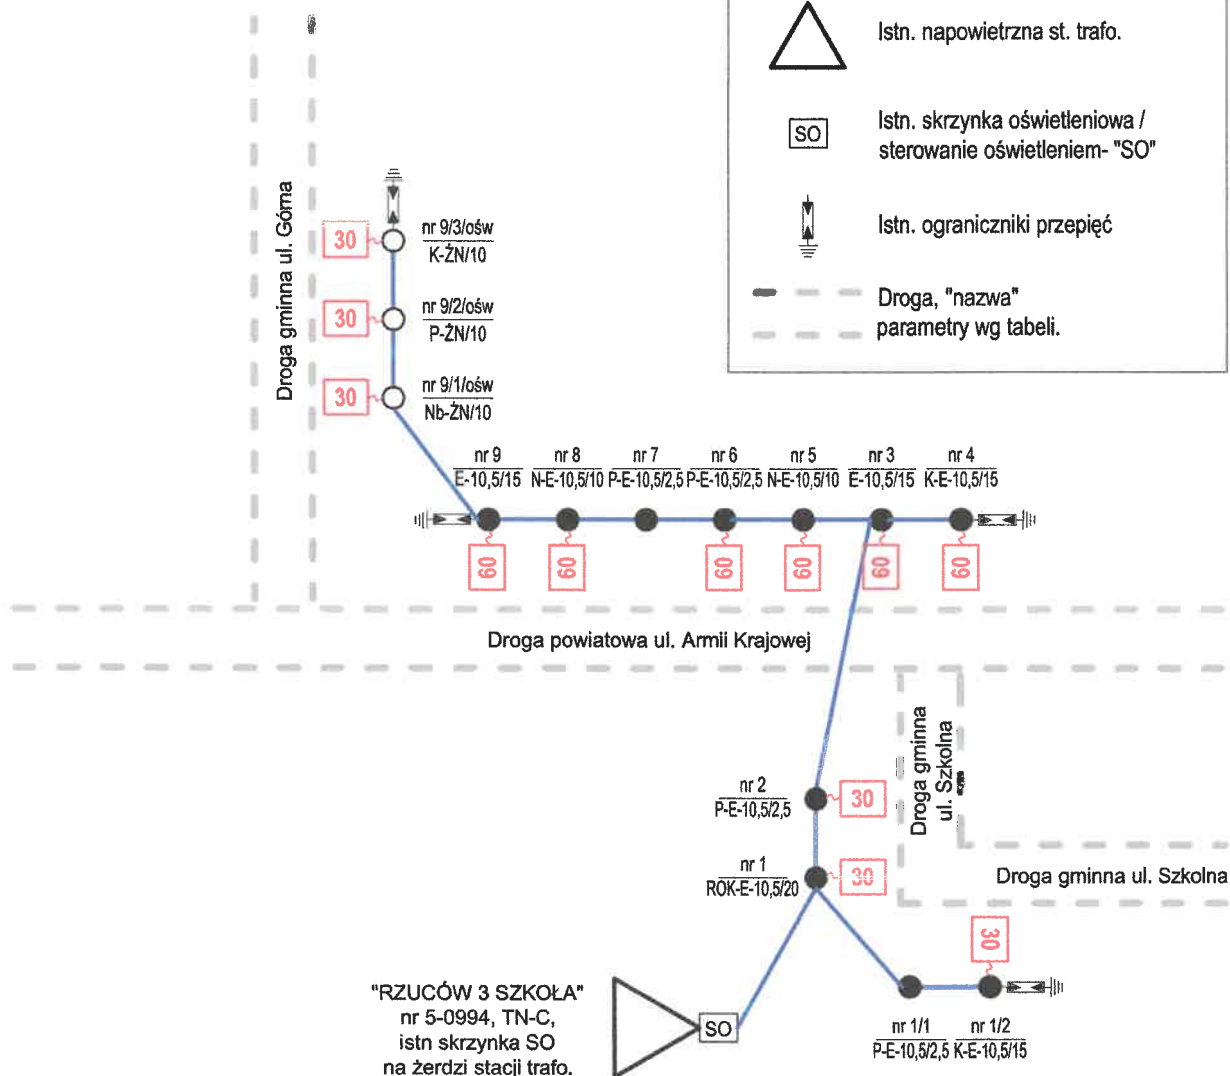 Istn. napowietrzna st. trafo.
SO
Istn. skrzynka oświetleniowa /
sterowanie oświetleniem- "SO"
Istn. ograniczniki przepięć
Droga, "nazwa"
parametry wg tabeli.
Droga gminna ul. Górna
30
nr 9/3/ośw
K-ŻN/10
30
nr 9/2/ośw
P-ŻN/10
30
nr 9/1/ośw
Nb-ŻN/10
nr 9
E-10,5/15
nr 8
N-E-10,5/10
nr 7
P-E-10,5/2,5
nr 6
P-E-10,5/2,5
nr 5
N-E-10,5/10
nr 3
E-10,5/15
nr 4
K-E-10,5/15
60
60
60
60
60
60
Droga powiatowa ul. Armii Krajowej
Droga gminna
ul. Szkolna
nr 2
P-E-10,5/2,5
30
nr 1
ROK-E-10,5/20
30
Droga gminna ul. Szkolna
30
"RZUCÓW 3 SZKOŁA"
nr 5-0994, TN-C,
istn skrzynka SO
na żerdzi stacji trafo.
SO
nr 1/1
P-E-10,5/2,5
nr 1/2
K-E-10,5/15